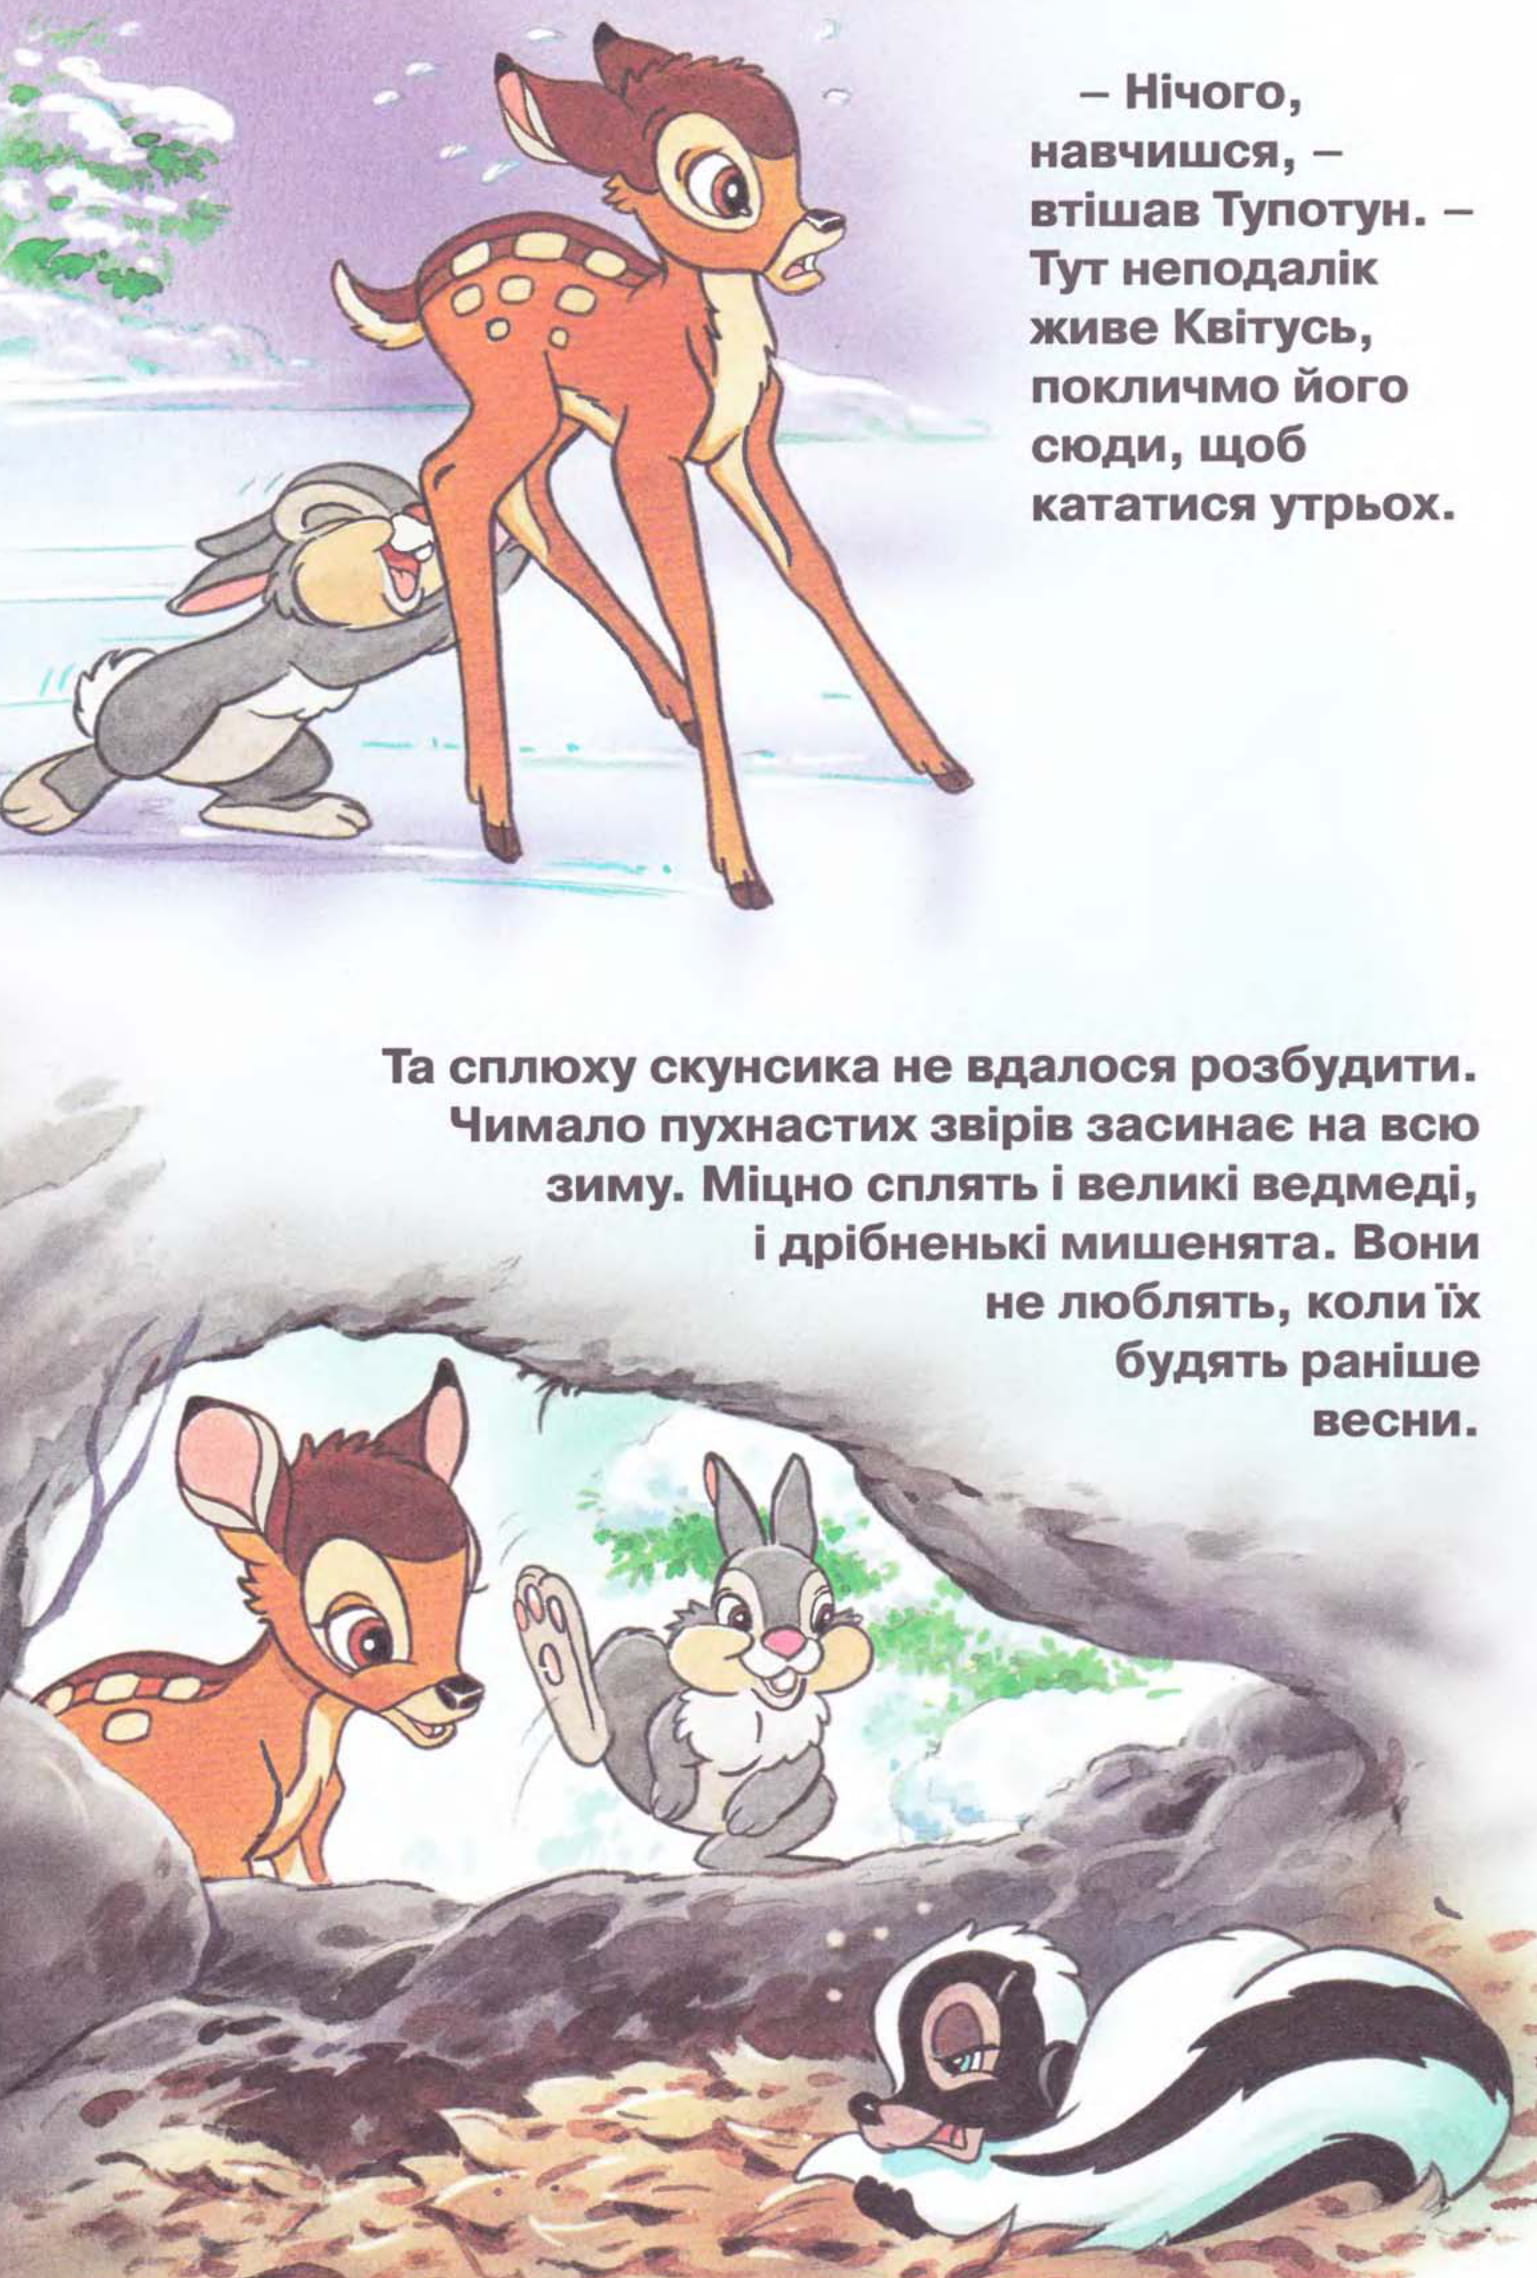 – Нічого,
навчишся, –
втішав Тупотун. –
Тут неподалік
живе Квітусь,
покличмо його
сюди, щоб
кататися утрьох.
Та сплюху скунсика не вдалося розбудити.
Чимало пухнастих звірів засинає на всю
зиму. Міцно сплять і великі ведмеді,
і дрібненькі мишенята. Вони
не люблять, коли їх
будять раніше
весни.